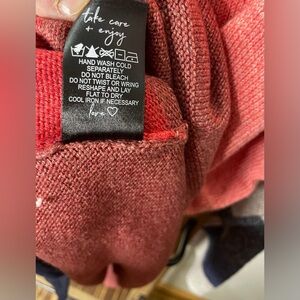 take care
+ enjoy
HAND WASH COLD
SEPARATELY
DO NOT BLEACH
DO NOT TWIST OR WRING
RESHAPE AND LAY
FLAT TO DRY
COOL IRON IF NECESSARY
love ♡